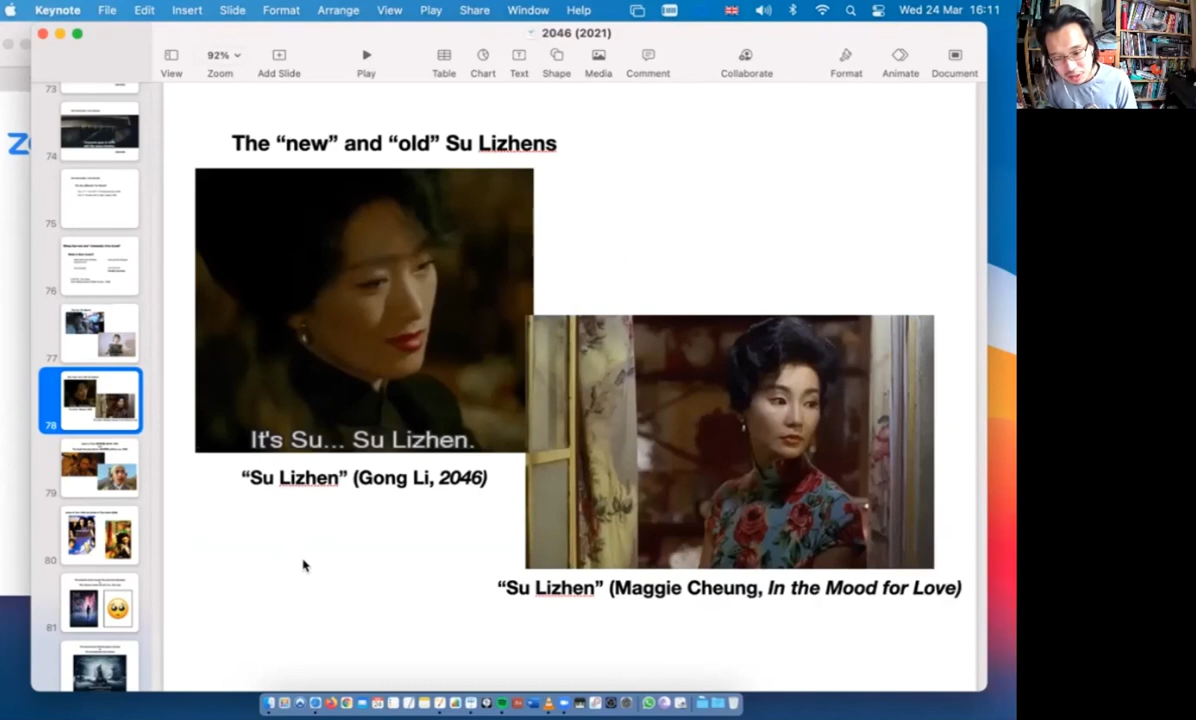 Keynote File Edit Insert Slide Format Arrange View Play Share Window Help Wed 24 Mar 16:11
2046 (2021)
92%
View Zoom Add Slide Play Table Chart Text Shape Media Comment Collaborate Format Animate Document
73
74
75
76
77
78
79
80
81
The “new” and “old” Su Lizhens
It's Su... Su Lizhen.
“Su Lizhen” (Gong Li, 2046)
“Su Lizhen” (Maggie Cheung, In the Mood for Love)